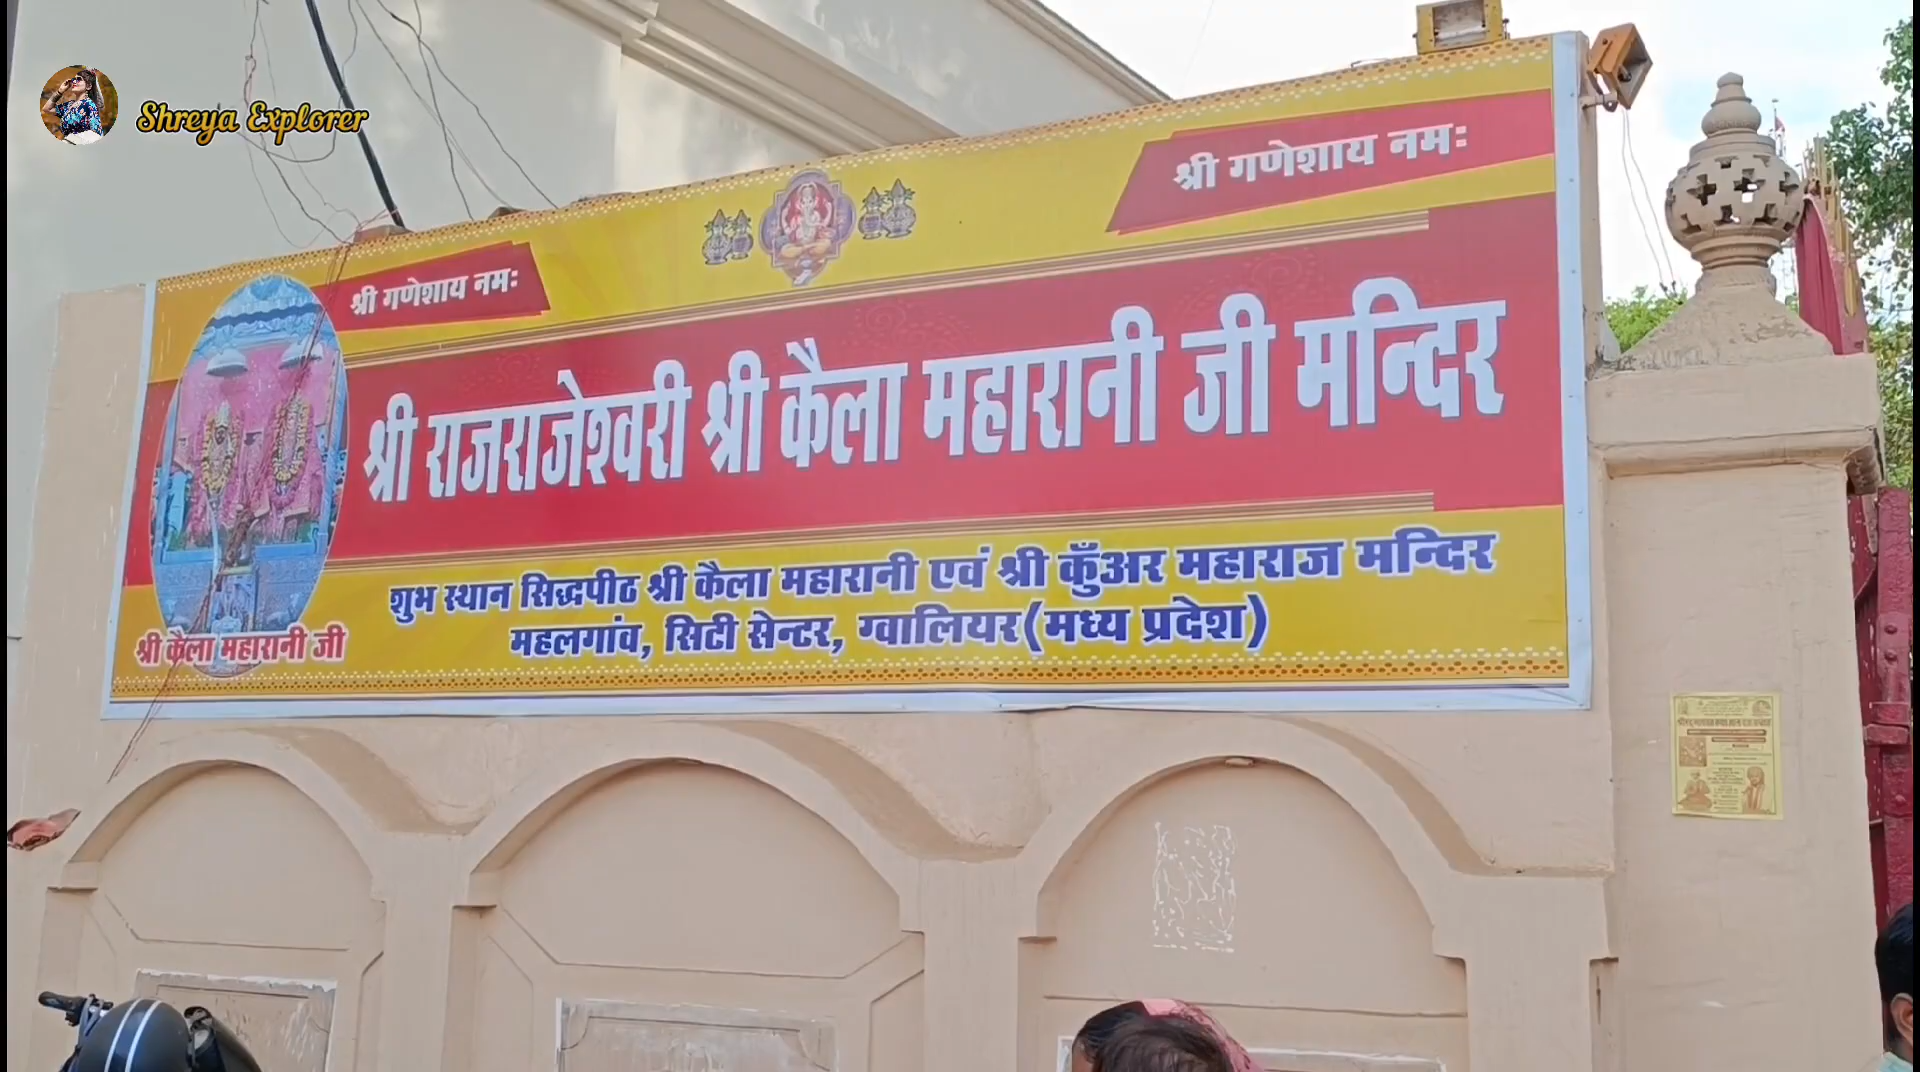 Shreya Explorer
श्री गणेशाय नमः
श्री गणेशाय नमः
श्री राजराजेश्वरी श्री कैला महारानी जी मन्दिर
शुभ स्थान सिद्धपीठ श्री कैला महारानी एवं श्री कुँअर महाराज मन्दिर
महलगांव, सिटी सेन्टर, ग्वालियर(मध्य प्रदेश)
श्री कैला महारानी जी